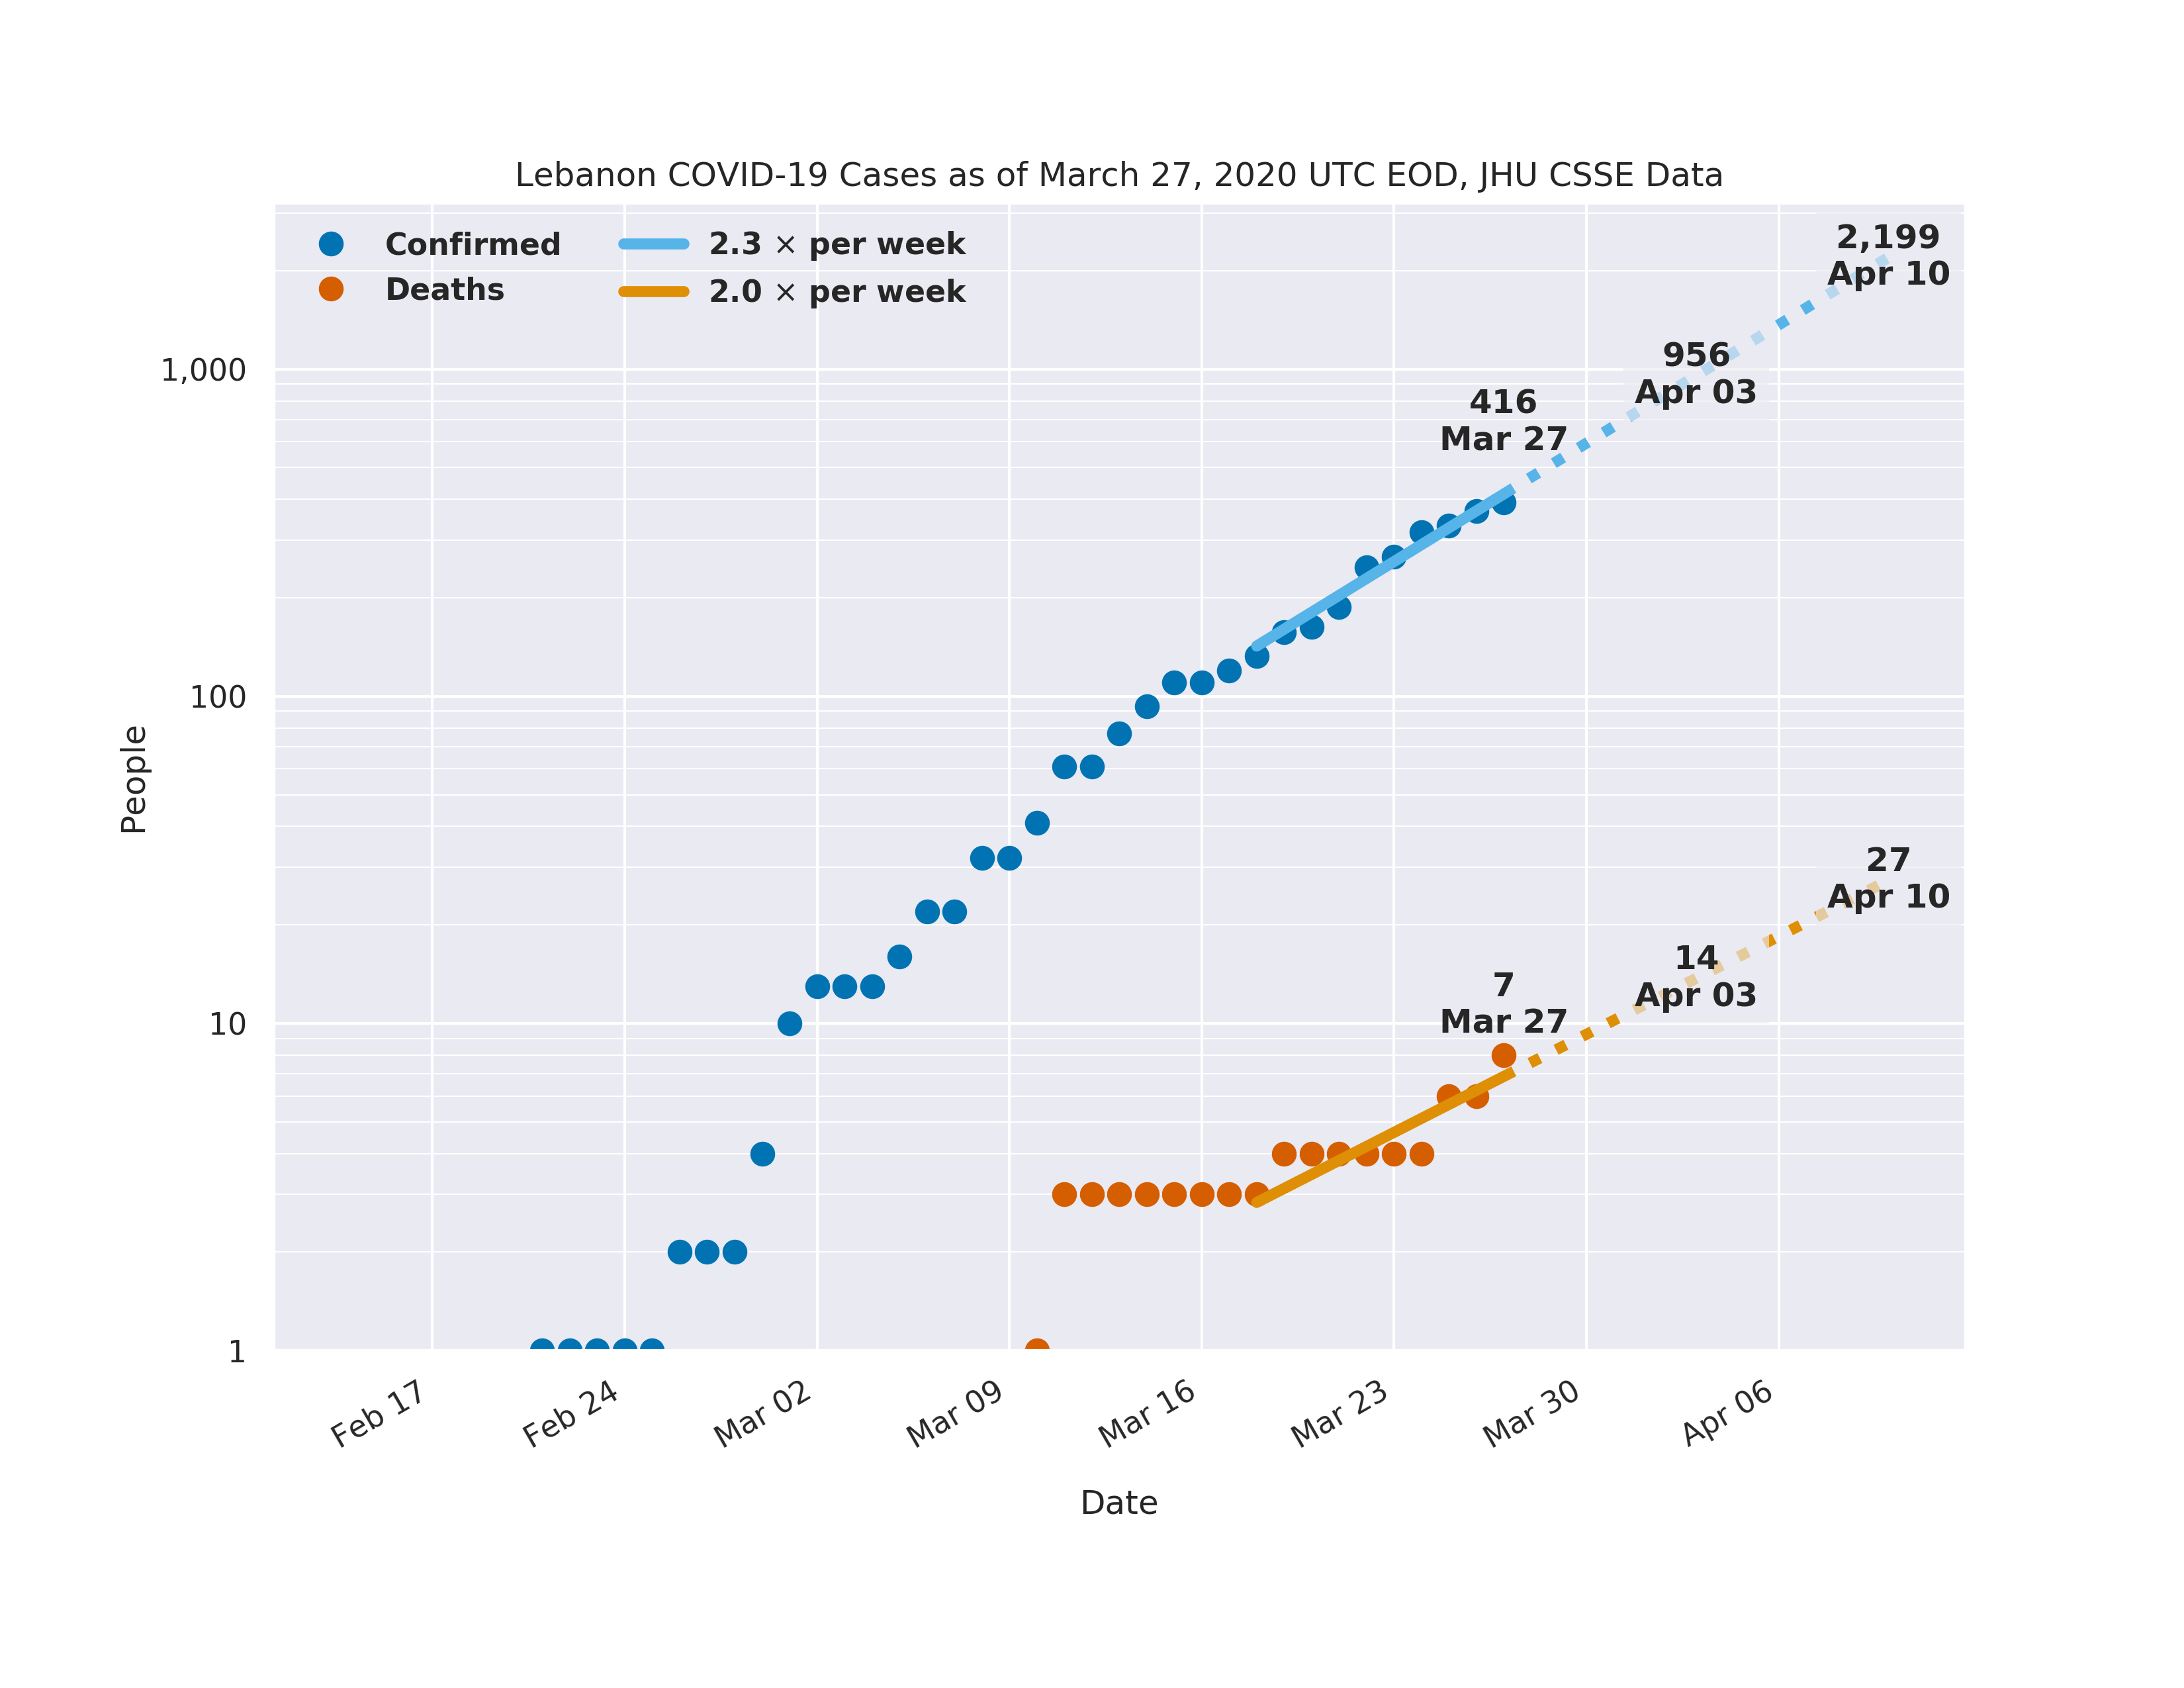 Lebanon COVID-19 Cases as of March 27, 2020 UTC EOD, JHU CSSE Data
Confirmed
Deaths
2.3 × per week
2.0 × per week
2,199
Apr 10
956
Apr 03
416
Mar 27
27
Apr 10
14
Apr 03
7
Mar 27
People
1,000
100
10
1
Feb 17
Feb 24
Mar 02
Mar 09
Mar 16
Mar 23
Mar 30
Apr 06
Date